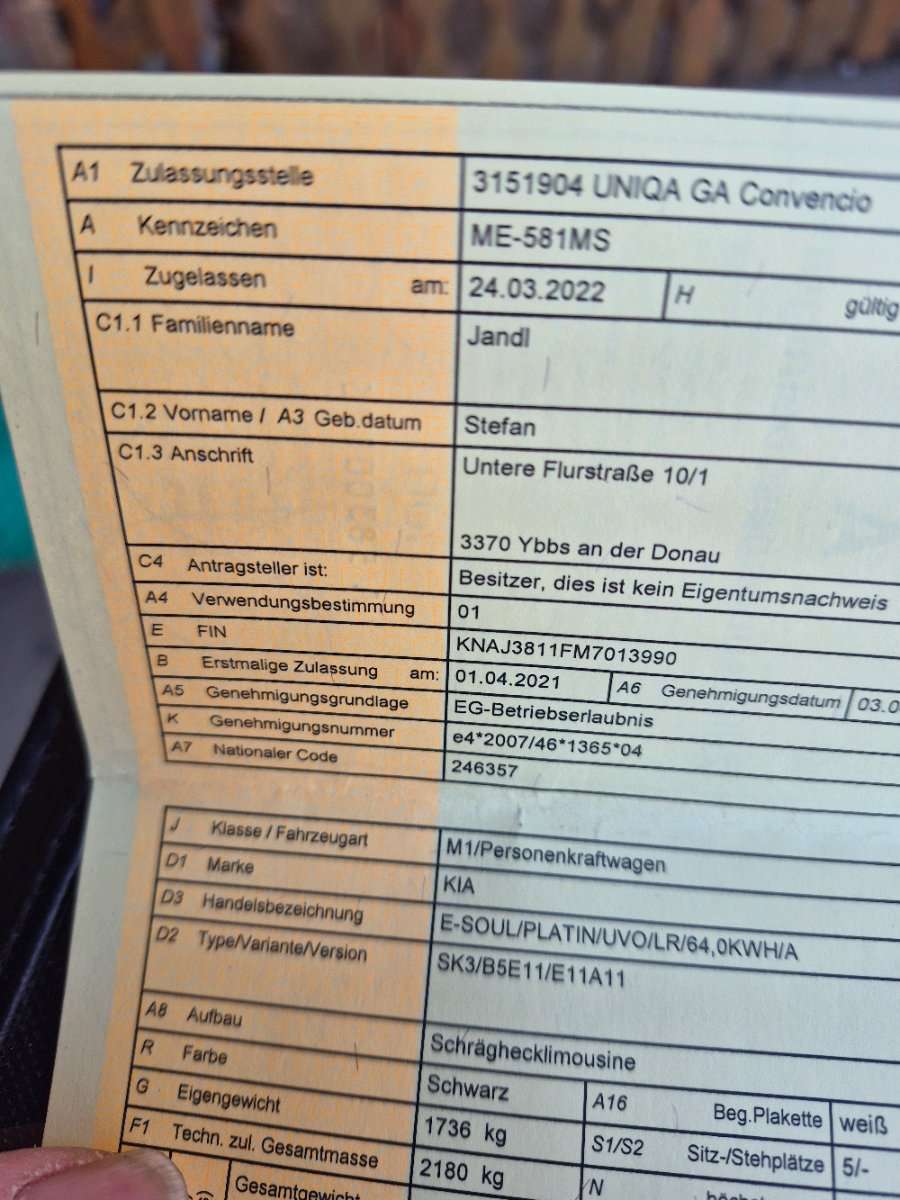 A1 Zulassungsstelle 3151904 UNIQA GA Convencio
A Kennzeichen ME-581MS
I Zugelassen am: 24.03.2022 H gültig
C1.1 Familienname Jandl
C1.2 Vorname / A3 Geb.datum Stefan
C1.3 Anschrift Untere Flurstraße 10/1
3370 Ybbs an der Donau
C4 Antragsteller ist: Besitzer, dies ist kein Eigentumsnachweis
A4 Verwendungsbestimmung 01
E FIN KNAJ3811FM7013990
B Erstmalige Zulassung am: 01.04.2021 A6 Genehmigungsdatum 03.0
A5 Genehmigungsgrundlage EG-Betriebserlaubnis
K Genehmigungsnummer e4*2007/46*1365*04
A7 Nationaler Code 246357
J Klasse / Fahrzeugart M1/Personenkraftwagen
D1 Marke KIA
D3 Handelsbezeichnung E-SOUL/PLATIN/UVO/LR/64,0KWH/A
D2 Type/Variante/Version SK3/B5E11/E11A11
A8 Aufbau Schräghecklimousine
R Farbe Schwarz A16 Beg.Plakette weiß
G Eigengewicht 1736 kg S1/S2 Sitz-/Stehplätze 5/-
F1 Techn. zul. Gesamtmasse 2180 kg N
Gesamtgewicht